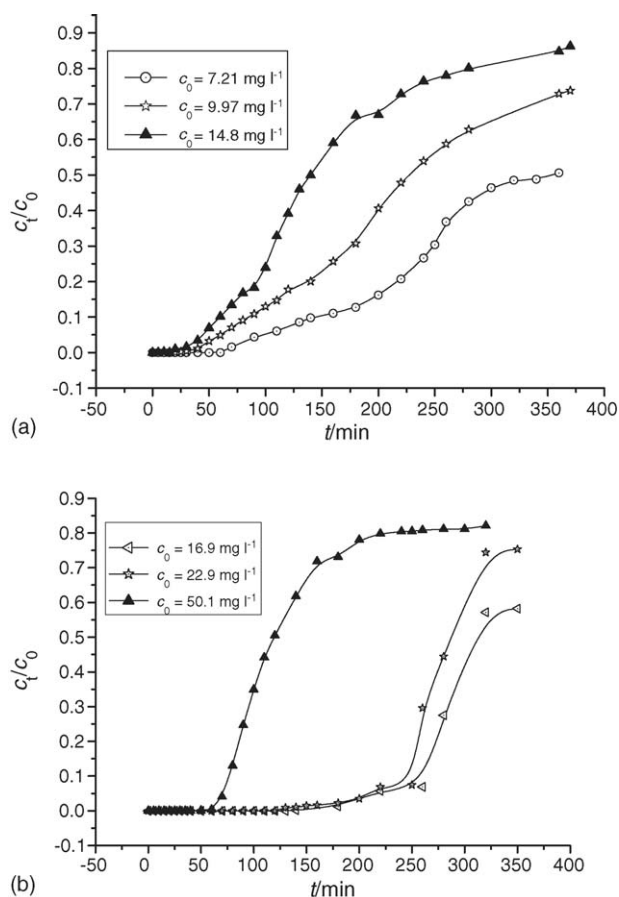 0.9
0.8
0.7
0.6
0.5
0.4
0.3
0.2
0.1
0.0
-0.1
c_t/c_0
c_0 = 7.21 mg l⁻¹
c_0 = 9.97 mg l⁻¹
c_0 = 14.8 mg l⁻¹
-50 0 50 100 150 200 250 300 350 400
(a)
t/min
0.9
0.8
0.7
0.6
0.5
0.4
0.3
0.2
0.1
0.0
-0.1
c_t/c_0
c_0 = 16.9 mg l⁻¹
c_0 = 22.9 mg l⁻¹
c_0 = 50.1 mg l⁻¹
-50 0 50 100 150 200 250 300 350 400
(b)
t/min